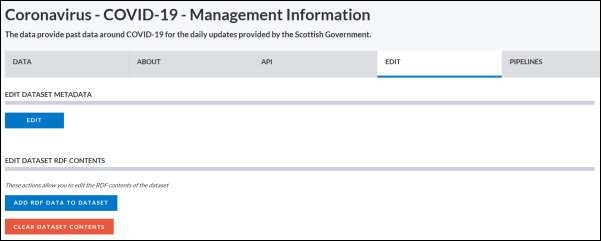 Coronavirus - COVID-19 - Management Information
The data provide past data around COVID-19 for the daily updates provided by the Scottish Government.
DATA ABOUT API EDIT PIPELINES
EDIT DATASET METADATA
EDIT
EDIT DATASET RDF CONTENTS
These actions allow you to edit the RDF contents of the dataset
ADD RDF DATA TO DATASET
CLEAR DATASET CONTENTS